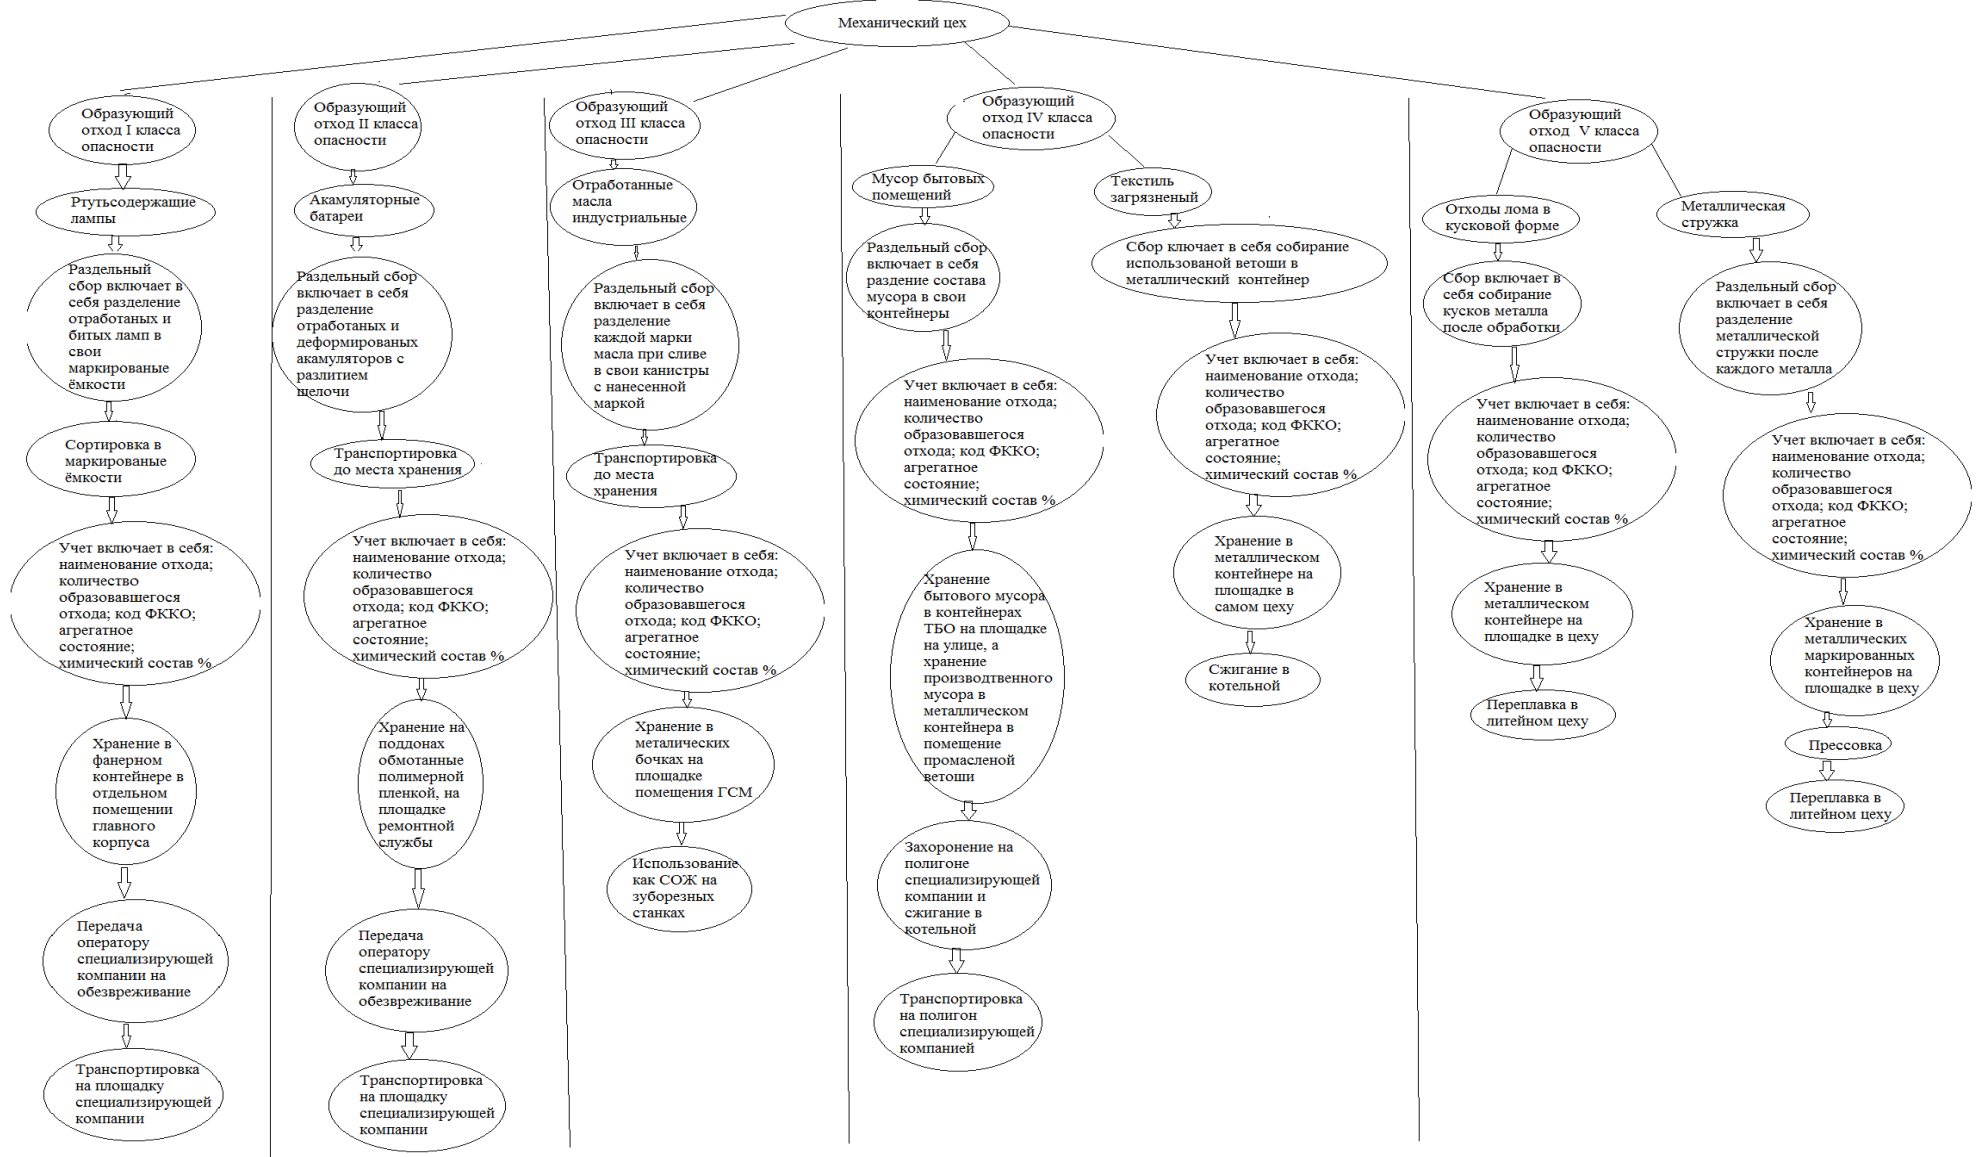 Механический цех
Образующий
отход I класса
опасности
Ртутьсодержащие
лампы
Раздельный
сбор включает в
себя разделение
отработаных и
битых ламп в
свои
маркированые
ёмкости
Сортировка в
маркированые
ёмкости
Учет включает в себя:
наименование отхода;
количество
образовавшегося
отхода; код ФККО;
агрегатное
состояние;
химический состав %
Хранение в
фанерном
контейнере в
отдельном
помещении
главного
корпуса
Передача
оператору
специализирующей
компании на
обезвреживание
Транспортировка
на площадку
специализирующей
компании
Образующий
отход II класса
опасности
Акамуляторные
батареи
Раздельный сбор
включает в себя
разделение
отработаных и
деформированых
акамуляторов с
разлитием
щелочи
Транспортировка
до места хранения
Учет включает в себя:
наименование отхода;
количество
образовавшегося
отхода; код ФККО;
агрегатное
состояние;
химический состав %
Хранение на
поддонах
обмотанные
полимерной
пленкой, на
площадке
ремонтной
службы
Передача
оператору
специализирующей
компании на
обезвреживание
Транспортировка
на площадку
специализирующей
компании
Образующий
отход III класса
опасности
Отработанные
масла
индустриальные
Раздельный сбор
включает в себя
разделение
каждой марки
масла при сливе
в свои канистры
с нанесенной
маркой
Транспортировка
до места
хранения
Учет включает в себя:
наименование отхода;
количество
образовавшегося
отхода; код ФККО;
агрегатное
состояние;
химический состав %
Хранение в
металических
бочках на
площадке
помещения ГСМ
Использование
как СОЖ на
зуборезных
станках
Образующий
отход IV класса
опасности
Мусор бытовых
помещений
Раздельный сбор
включает в себя
раздение состава
мусора в свои
контейнеры
Учет включает в себя:
наименование отхода;
количество
образовавшегося
отхода; код ФККО;
агрегатное
состояние;
химический состав %
Хранение
бытового мусора
в контейнерах
ТБО на площадке
на улице, а
хранение
производтвенного
мусора в
металлическом
контейнера в
помещение
промасленой
ветоши
Захоронение на
полигоне
специализирующей
компании и
сжигание в
котельной
Транспортировка
на полигон
специализирующей
компанией
Текстиль
загрязненый
Сбор ключает в себя собирание
использованой ветоши в
металлический контейнер
Учет включает в себя:
наименование отхода;
количество
образовавшегося
отхода; код ФККО;
агрегатное
состояние;
химический состав %
Хранение в
металлическом
контейнере на
площадке в
самом цеху
Сжигание в
котельной
Образующий
отход V класса
опасности
Отходы лома в
кусковой форме
Сбор включает в
себя собирание
кусков металла
после обработки
Учет включает в себя:
наименование отхода;
количество
образовавшегося
отхода; код ФККО;
агрегатное
состояние;
химический состав %
Хранение в
металлическом
контейнере на
площадке в цеху
Переплавка в
литейном цеху
Металлическая
стружка
Раздельный сбор
включает в себя
разделение
металлической
стружки после
каждого металла
Учет включает в себя:
наименование отхода;
количество
образовавшегося
отхода; код ФККО;
агрегатное
состояние;
химический состав %
Хранение в
металлических
маркированных
контейнеров на
площадке в цеху
Прессовка
Переплавка в
литейном цеху